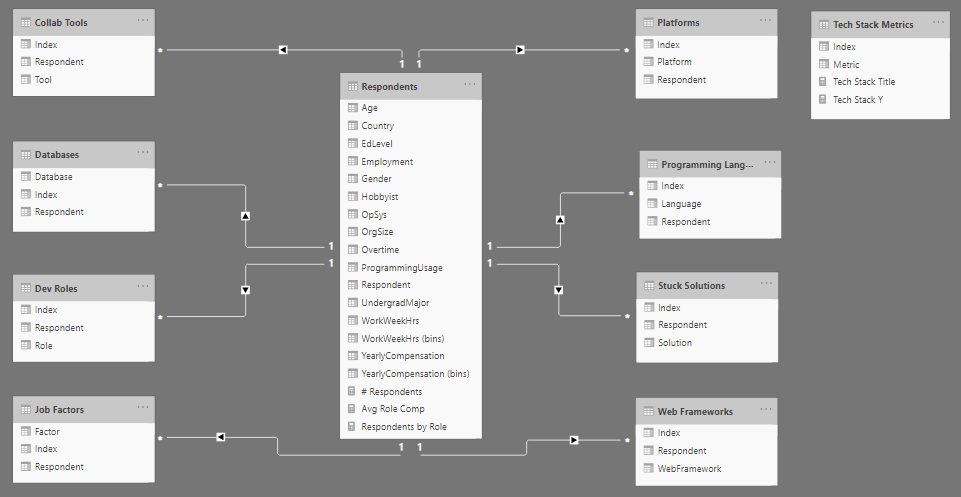 Collab Tools
Index
Respondent
Tool
Databases
Database
Index
Respondent
Dev Roles
Index
Respondent
Role
Job Factors
Factor
Index
Respondent
*
*
*
*
1
1
1
1
1
1
1
1
Respondents
Age
Country
EdLevel
Employment
Gender
Hobbyist
OpSys
OrgSize
Overtime
ProgrammingUsage
Respondent
UndergradMajor
WorkWeekHrs
WorkWeekHrs (bins)
YearlyCompensation
YearlyCompensation (bins)
# Respondents
Avg Role Comp
Respondents by Role
*
*
*
*
Platforms
Index
Platform
Respondent
Programming Lang...
Index
Language
Respondent
Stuck Solutions
Index
Respondent
Solution
Web Frameworks
Index
Respondent
WebFramework
Tech Stack Metrics
Index
Metric
Tech Stack Title
Tech Stack Y